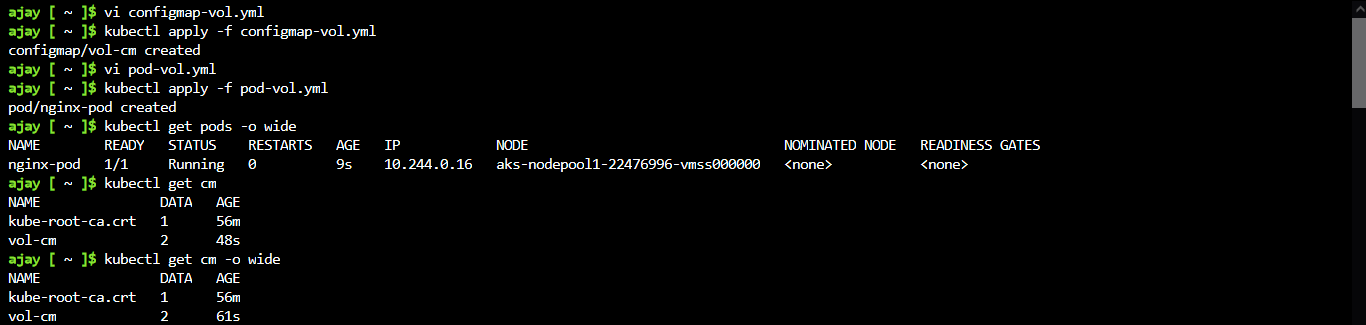 ajay [ ~ ]$ vi configmap-vol.yml
ajay [ ~ ]$ kubectl apply -f configmap-vol.yml
configmap/vol-cm created
ajay [ ~ ]$ vi pod-vol.yml
ajay [ ~ ]$ kubectl apply -f pod-vol.yml
pod/nginx-pod created
ajay [ ~ ]$ kubectl get pods -o wide
NAME        READY   STATUS    RESTARTS   AGE   IP            NODE                                NOMINATED NODE   READINESS GATES
nginx-pod   1/1     Running   0          9s    10.244.0.16   aks-nodepool1-22476996-vmss000000   <none>           <none>
ajay [ ~ ]$ kubectl get cm
NAME               DATA   AGE
kube-root-ca.crt   1      56m
vol-cm             2      48s
ajay [ ~ ]$ kubectl get cm -o wide
NAME               DATA   AGE
kube-root-ca.crt   1      56m
vol-cm             2      61s